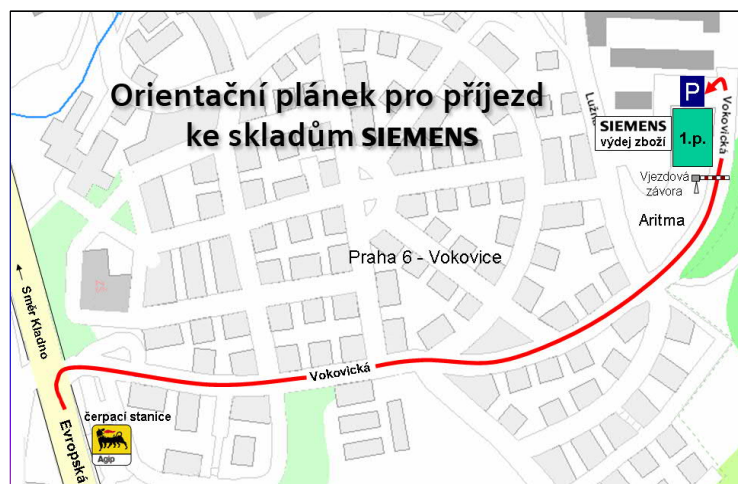 Orientační plánek pro příjezd
ke skladům SIEMENS
P
Vokovická
SIEMENS
výdej zboží
1.p.
Vjezdová
závora
Aritma
Praha 6 - Vokovice
← Směr Kladno
Vokovická
čerpací stanice
Agip
Evropská